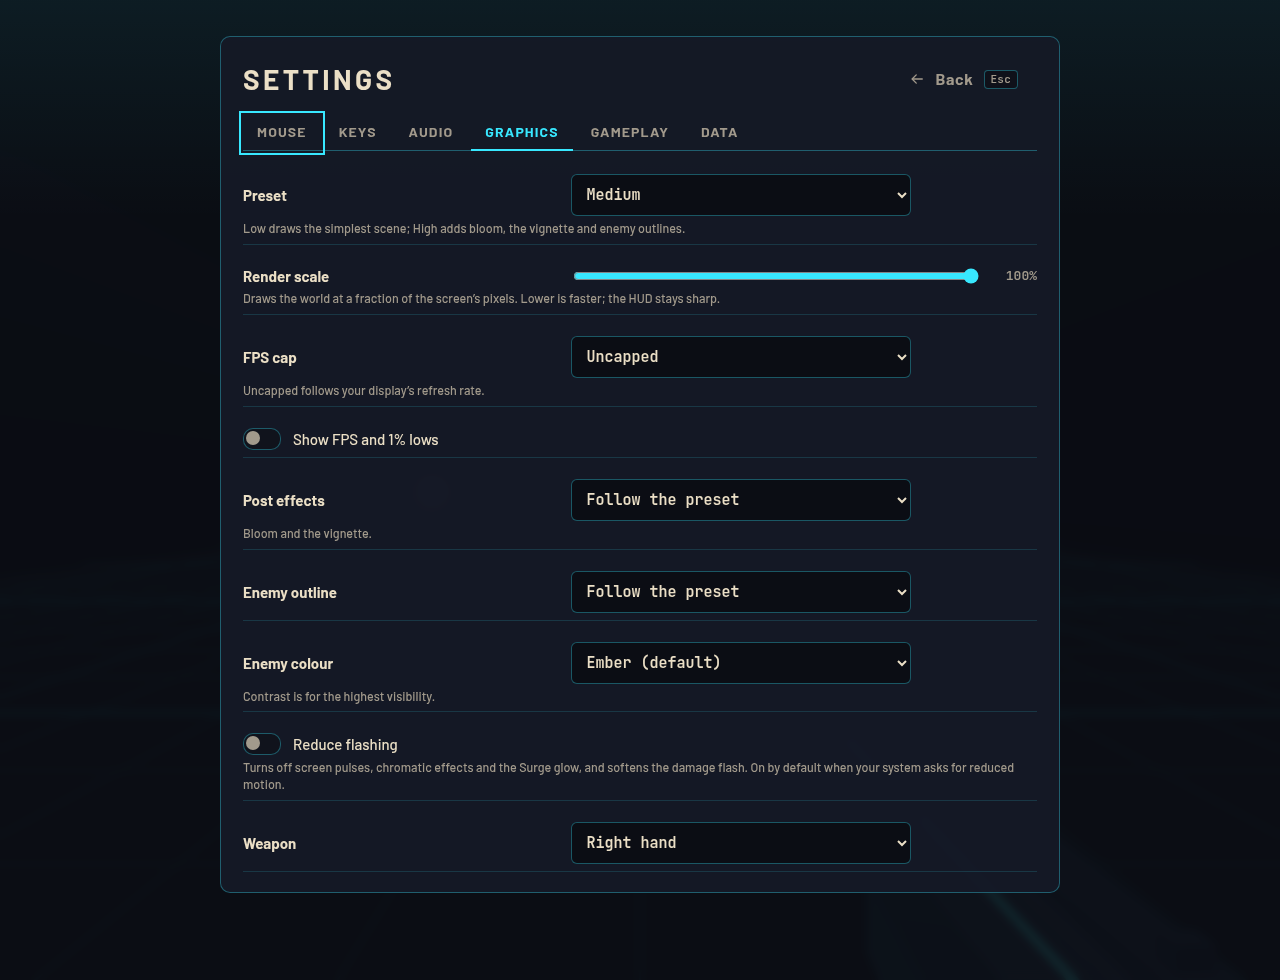 SETTINGS
← Back Esc
MOUSE KEYS AUDIO GRAPHICS GAMEPLAY DATA
Preset Medium
Low draws the simplest scene; High adds bloom, the vignette and enemy outlines.
Render scale 100%
Draws the world at a fraction of the screen's pixels. Lower is faster; the HUD stays sharp.
FPS cap Uncapped
Uncapped follows your display's refresh rate.
Show FPS and 1% lows
Post effects Follow the preset
Bloom and the vignette.
Enemy outline Follow the preset
Enemy colour Ember (default)
Contrast is for the highest visibility.
Reduce flashing
Turns off screen pulses, chromatic effects and the Surge glow, and softens the damage flash. On by default when your system asks for reduced
motion.
Weapon Right hand